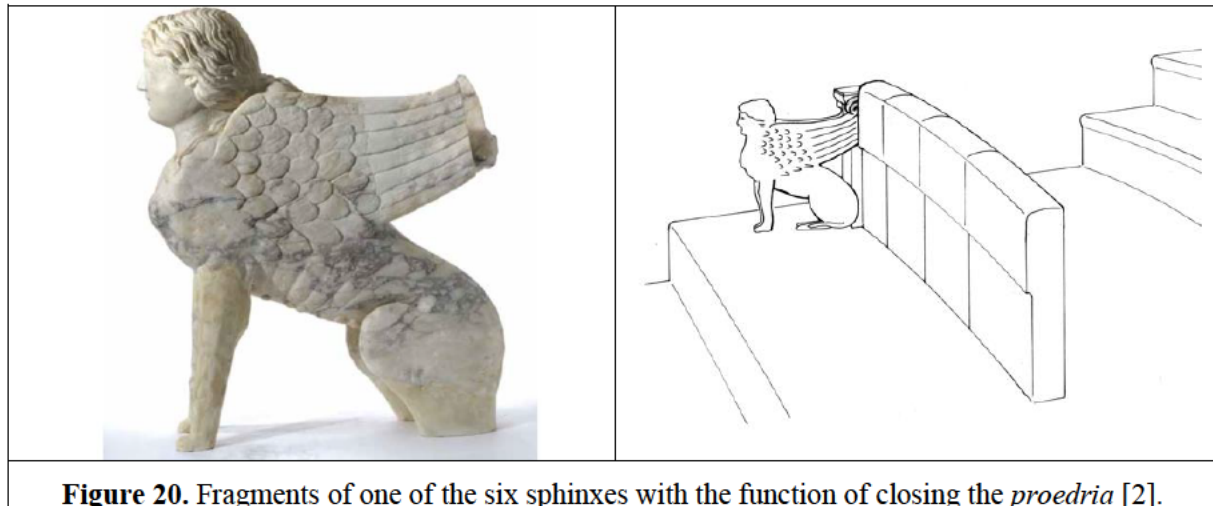 Figure 20. Fragments of one of the six sphinxes with the function of closing the proedria [2].